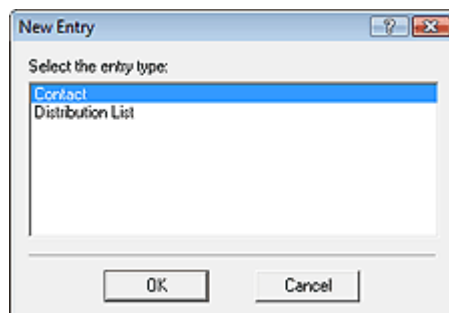 New Entry
Select the entry type:
Contact
Distribution List
OK
Cancel